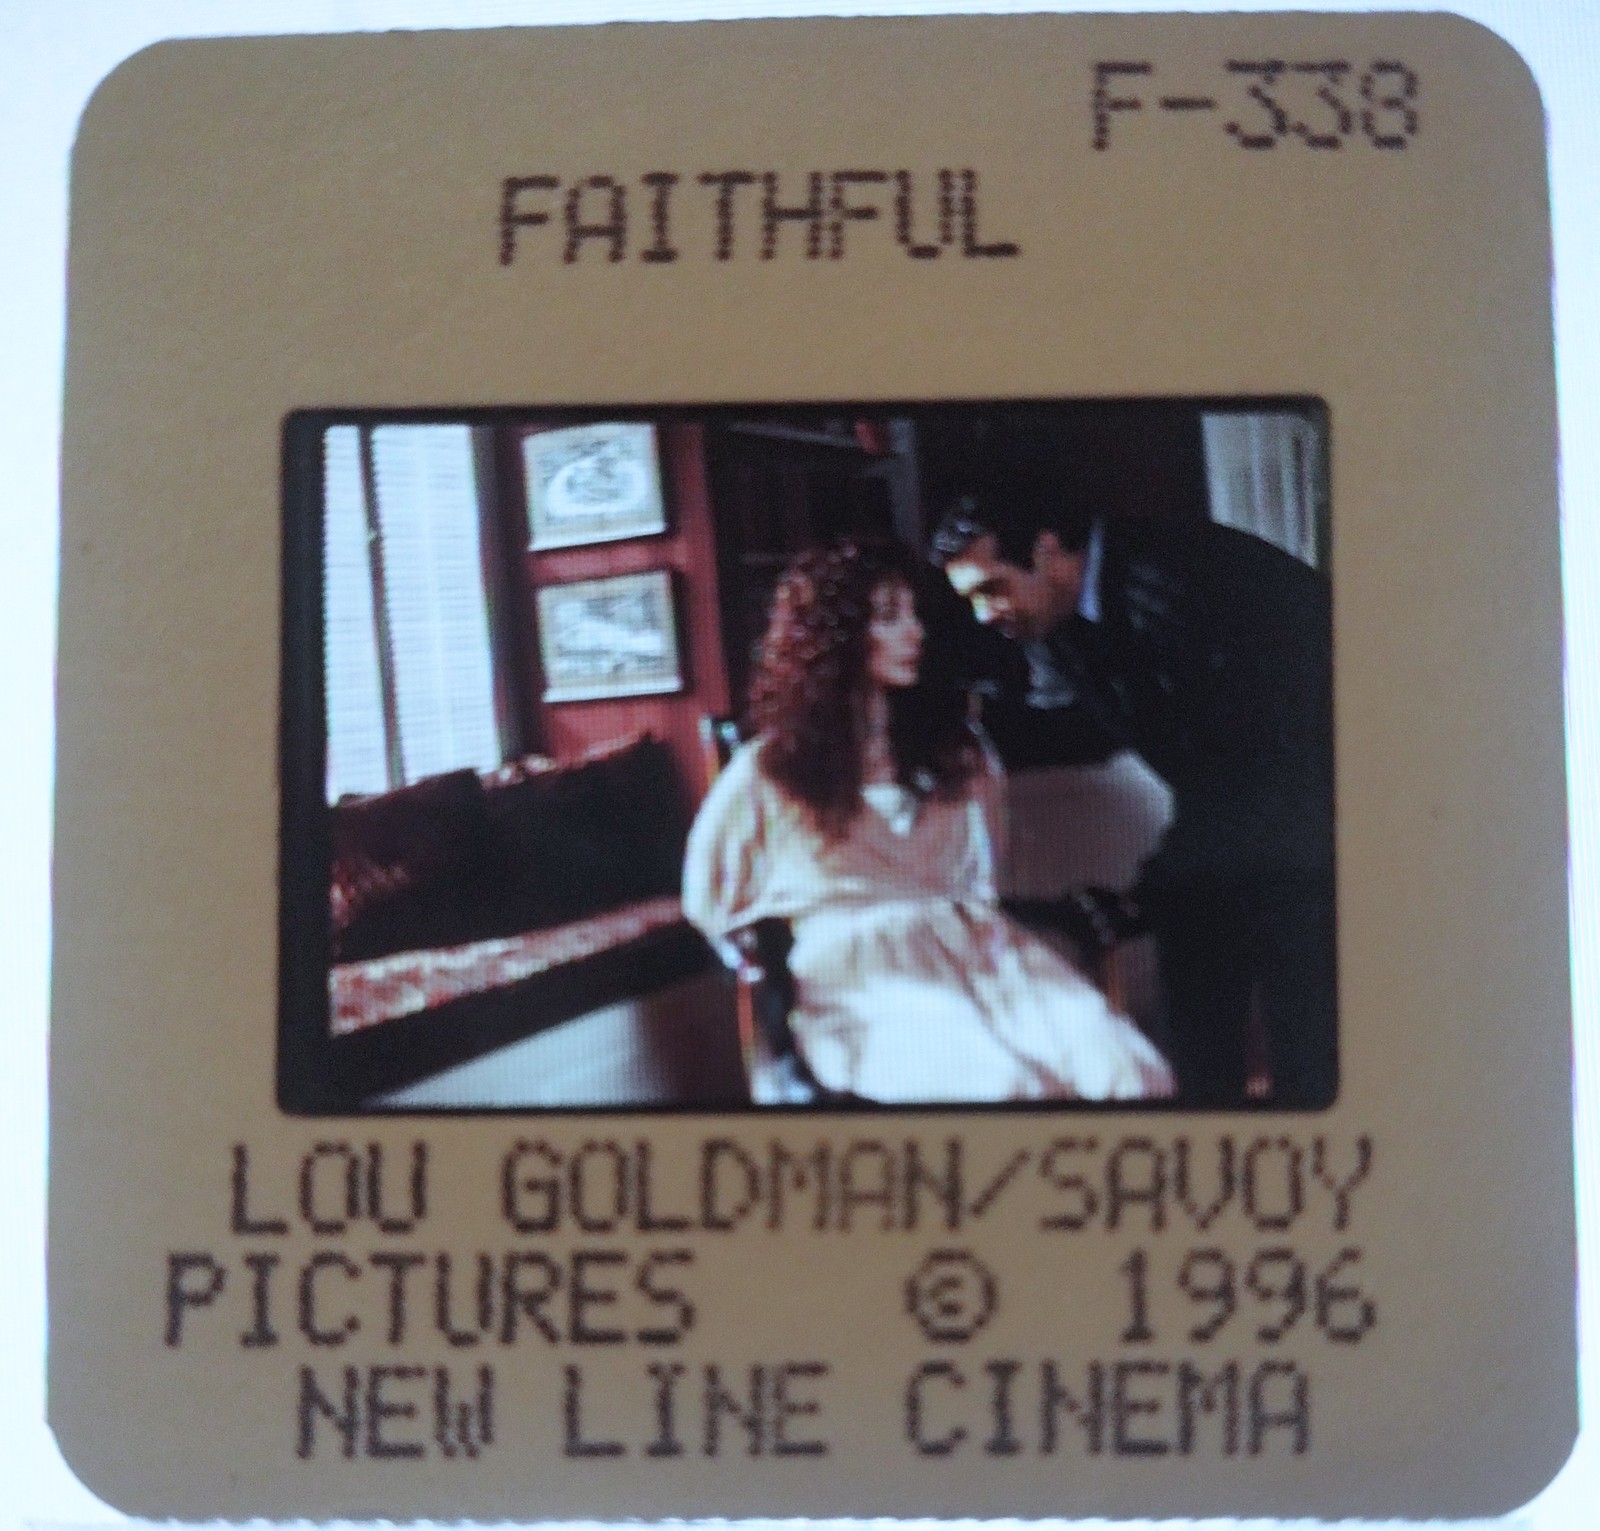 F-338
FAITHFUL
LOU GOLDMAN/SAVOY
PICTURES © 1996
NEW LINE CINEMA